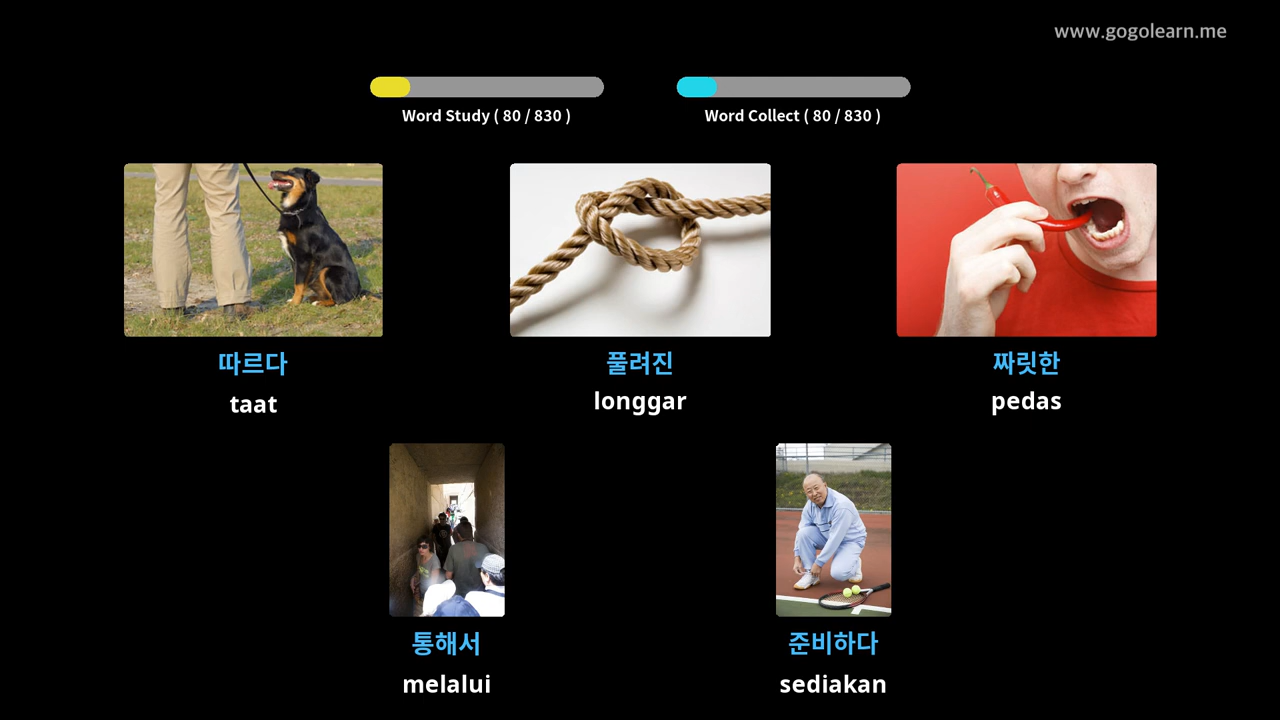 www.gogolearn.me
Word Study ( 80 / 830 )
Word Collect ( 80 / 830 )
따르다
taat
풀려진
longgar
짜릿한
pedas
통해서
melalui
준비하다
sediakan